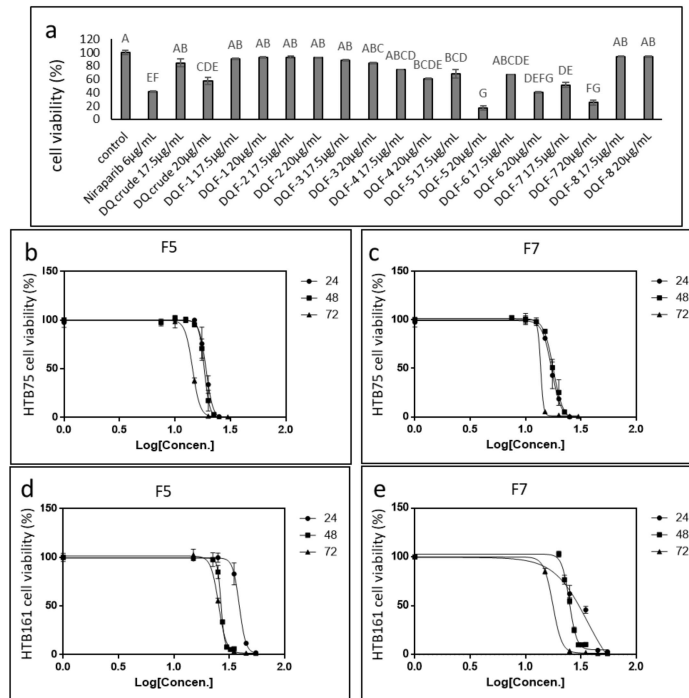 a
cell viability (%)
120
100
80
60
40
20
0
A
EF
AB
CDE
AB
AB
AB
AB
AB
ABC
ABCD
BCDE
BCD
G
ABCDE
DEFG
DE
FG
AB
AB
control
Niraparib 6µg/mL
DQ crude 17.5µg/mL
DQ crude 20µg/mL
DQ F-1 17.5µg/mL
DQ F-1 20µg/mL
DQ F-2 17.5µg/mL
DQ F-2 20µg/mL
DQ F-3 17.5µg/mL
DQ F-3 20µg/mL
DQ F-4 17.5µg/mL
DQ F-4 20µg/mL
DQ F-5 17.5µg/mL
DQ F-5 20µg/mL
DQ F-6 17.5µg/mL
DQ F-6 20µg/mL
DQ F-7 17.5µg/mL
DQ F-7 20µg/mL
DQ F-8 17.5µg/mL
DQ F-8 20µg/mL
b
F5
HTB75 cell viability (%)
150
100
50
0
0.0 0.5 1.0 1.5 2.0
Log[Concen.]
24
48
72
c
F7
HTB75 cell viability (%)
150
100
50
0
0.0 0.5 1.0 1.5 2.0
Log[Concen.]
24
48
72
d
F5
HTB161 cell viability (%)
150
100
50
0
0.0 0.5 1.0 1.5 2.0
Log[Concen.]
24
48
72
e
F7
HTB161 cell viability (%)
150
100
50
0
0.0 0.5 1.0 1.5 2.0
Log[Concen.]
24
48
72